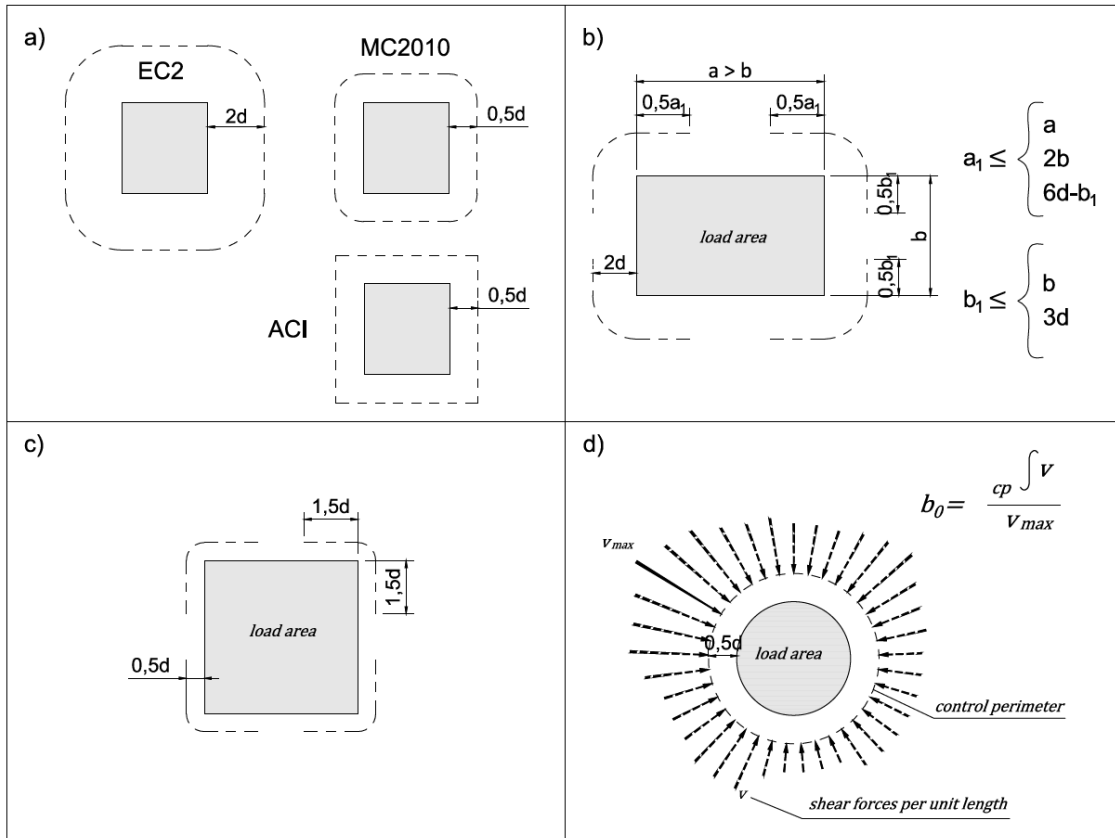 a)
EC2
2d
MC2010
0,5d
ACI
0,5d
b)
a > b
0,5a₁
0,5a₁
0,5b₁
b
0,5b₁
load area
2d
a₁ ≤
a
2b
6d-b₁
b₁ ≤
b
3d
c)
1,5d
1,5d
load area
0,5d
d)
b₀ = cp ∫ v
v max
v max
0,5d
load area
control perimeter
v
shear forces per unit length